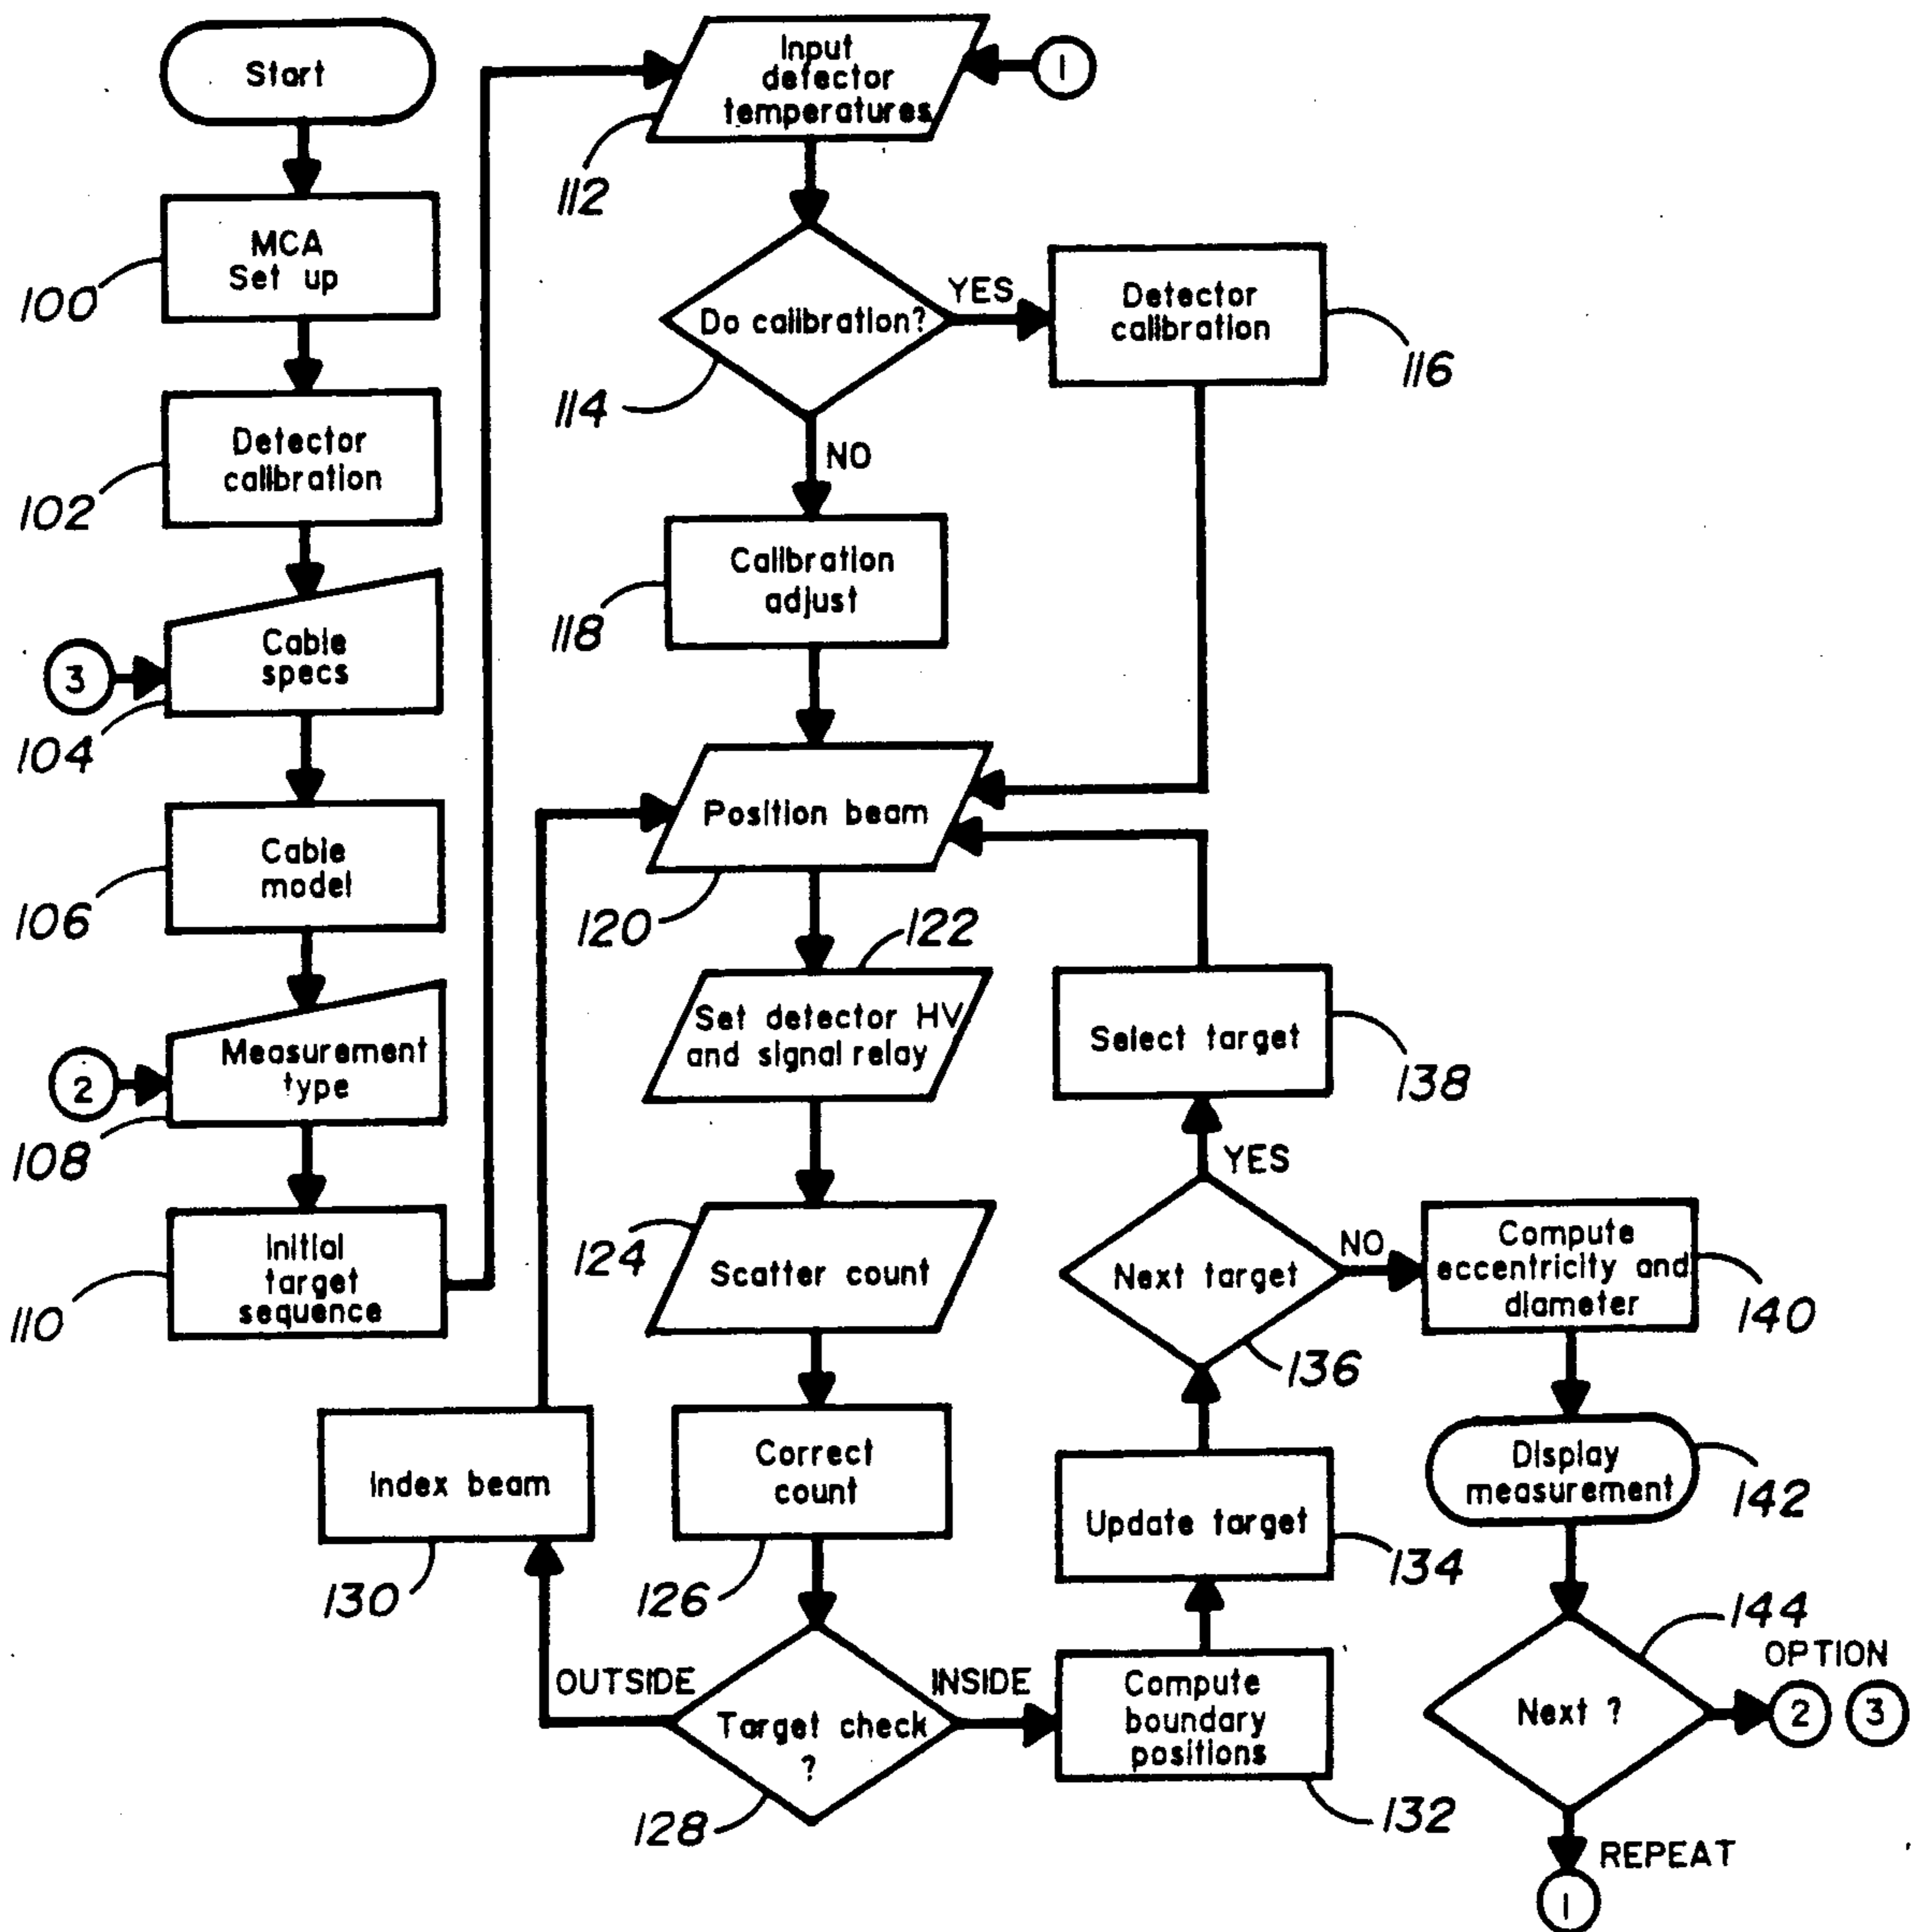 Start
MCA
Set up
100
Detector
calibration
102
Cable
specs
3
104
Cable
model
106
Measurement
type
2
108
Initial
target
sequence
110
Input
detector
temperatures
1
112
Do calibration?
YES
114
Detector
calibration
116
NO
Calibration
adjust
118
Position beam
120
122
Set detector HV
and signal relay
124
Scatter count
Correct
count
126
Index beam
130
OUTSIDE
Target check
?
INSIDE
128
Compute
boundary
positions
132
Update target
134
Next target
136
YES
Select target
138
NO
Compute
eccentricity and
diameter
140
Display
measurement
142
144
OPTION
Next ?
2 3
REPEAT
1